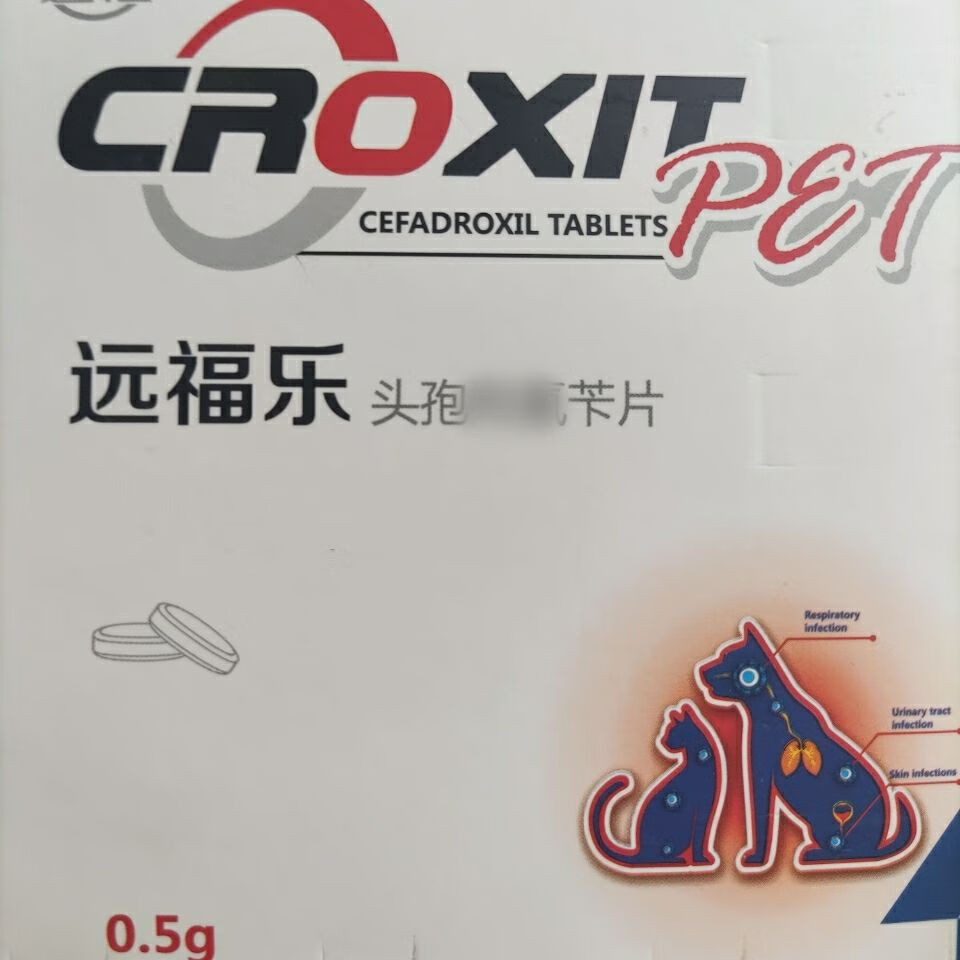 CROXIT
PET
CEFADROXIL TABLETS
远福乐
头孢 苄片
Respiratory
infection
Urinary tract
infection
Skin infections
0.5g